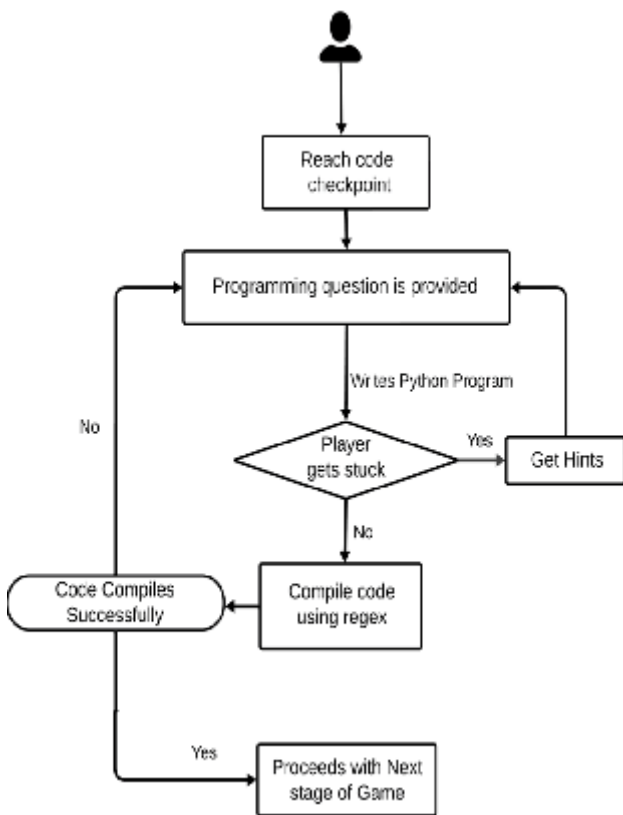 Reach code
checkpoint
Programming question is provided
Writes Python Program
No
Player
gets stuck
Yes
Get Hints
No
Code Compiles
Successfully
Compile code
using regex
Yes
Proceeds with Next
stage of Game